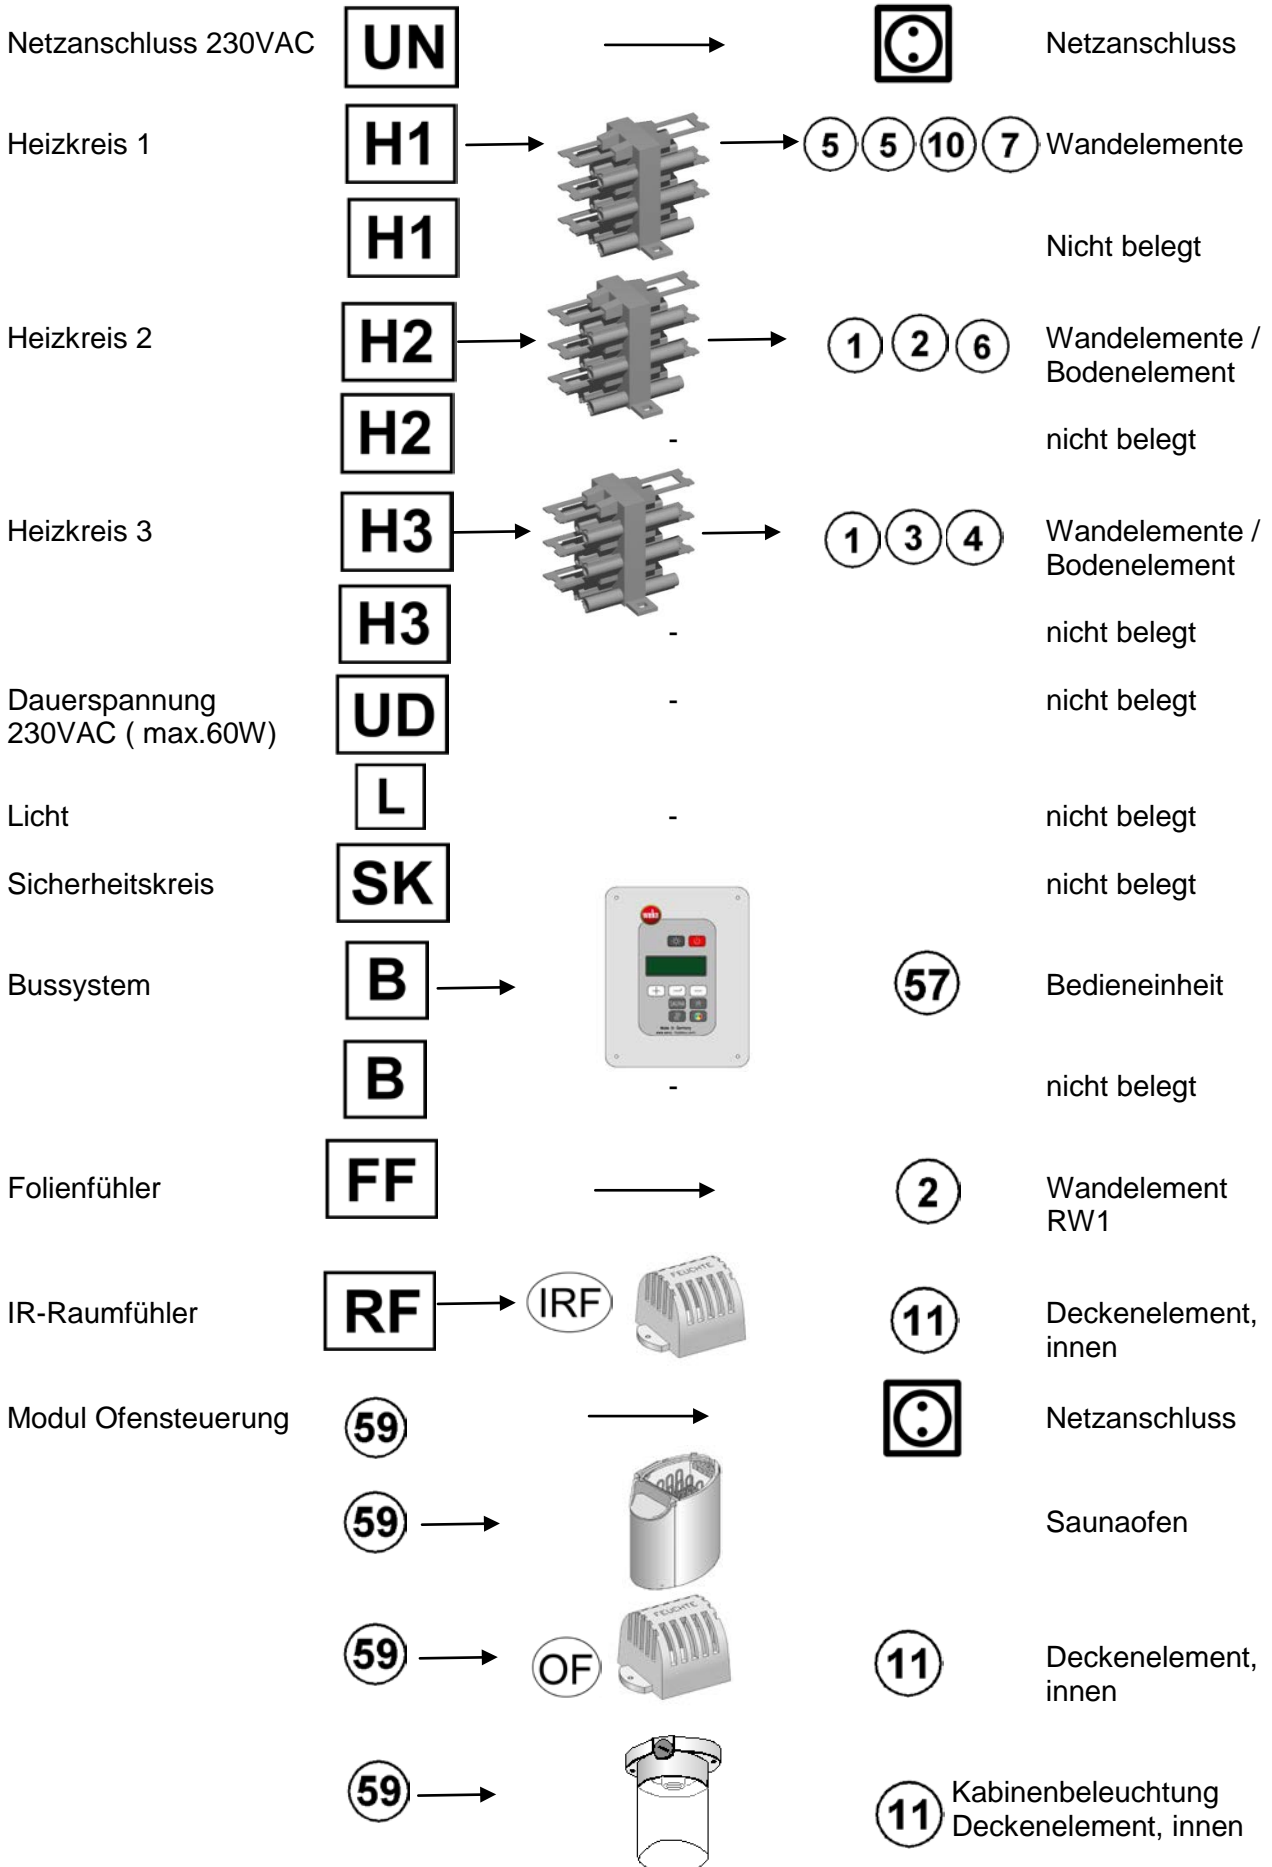 Netzanschluss 230VAC UN Netzanschluss
Heizkreis 1 H1 5 5 10 7 Wandelemente
H1 Nicht belegt
Heizkreis 2 H2 1 2 6 Wandelemente /
Bodenelement
H2 - nicht belegt
Heizkreis 3 H3 1 3 4 Wandelemente /
Bodenelement
H3 - nicht belegt
Dauerspannung UD - nicht belegt
230VAC ( max.60W)
L
Licht - nicht belegt
Sicherheitskreis SK nicht belegt
weka
Bussystem B 57 Bedieneinheit
B - nicht belegt
Folienfühler FF 2 Wandelement
RW1
FEUCHTE
IR-Raumfühler RF IRF 11 Deckenelement,
innen
Modul Ofensteuerung 59 Netzanschluss
59 Saunaofen
FEUCHTE
59 OF 11 Deckenelement,
innen
59 11 Kabinenbeleuchtung
Deckenelement, innen